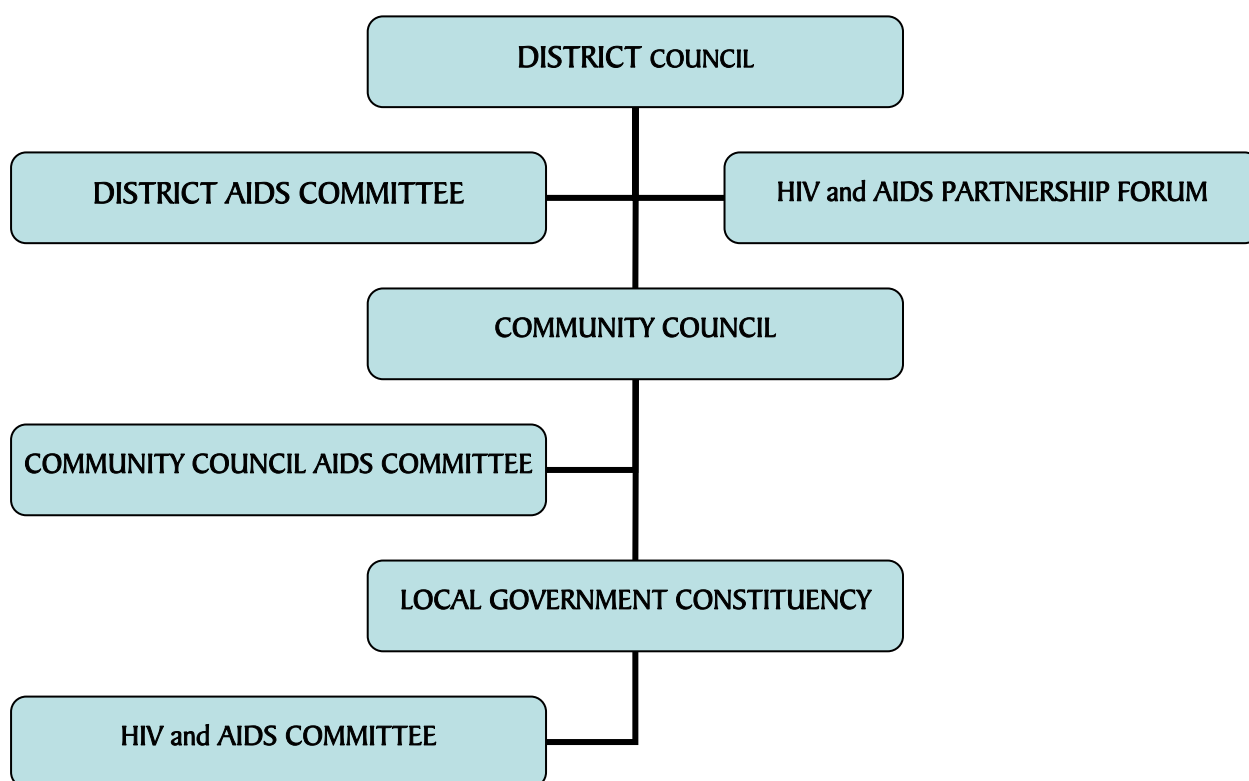 DISTRICT COUNCIL
DISTRICT AIDS COMMITTEE
HIV and AIDS PARTNERSHIP FORUM
COMMUNITY COUNCIL
COMMUNITY COUNCIL AIDS COMMITTEE
LOCAL GOVERNMENT CONSTITUENCY
HIV and AIDS COMMITTEE